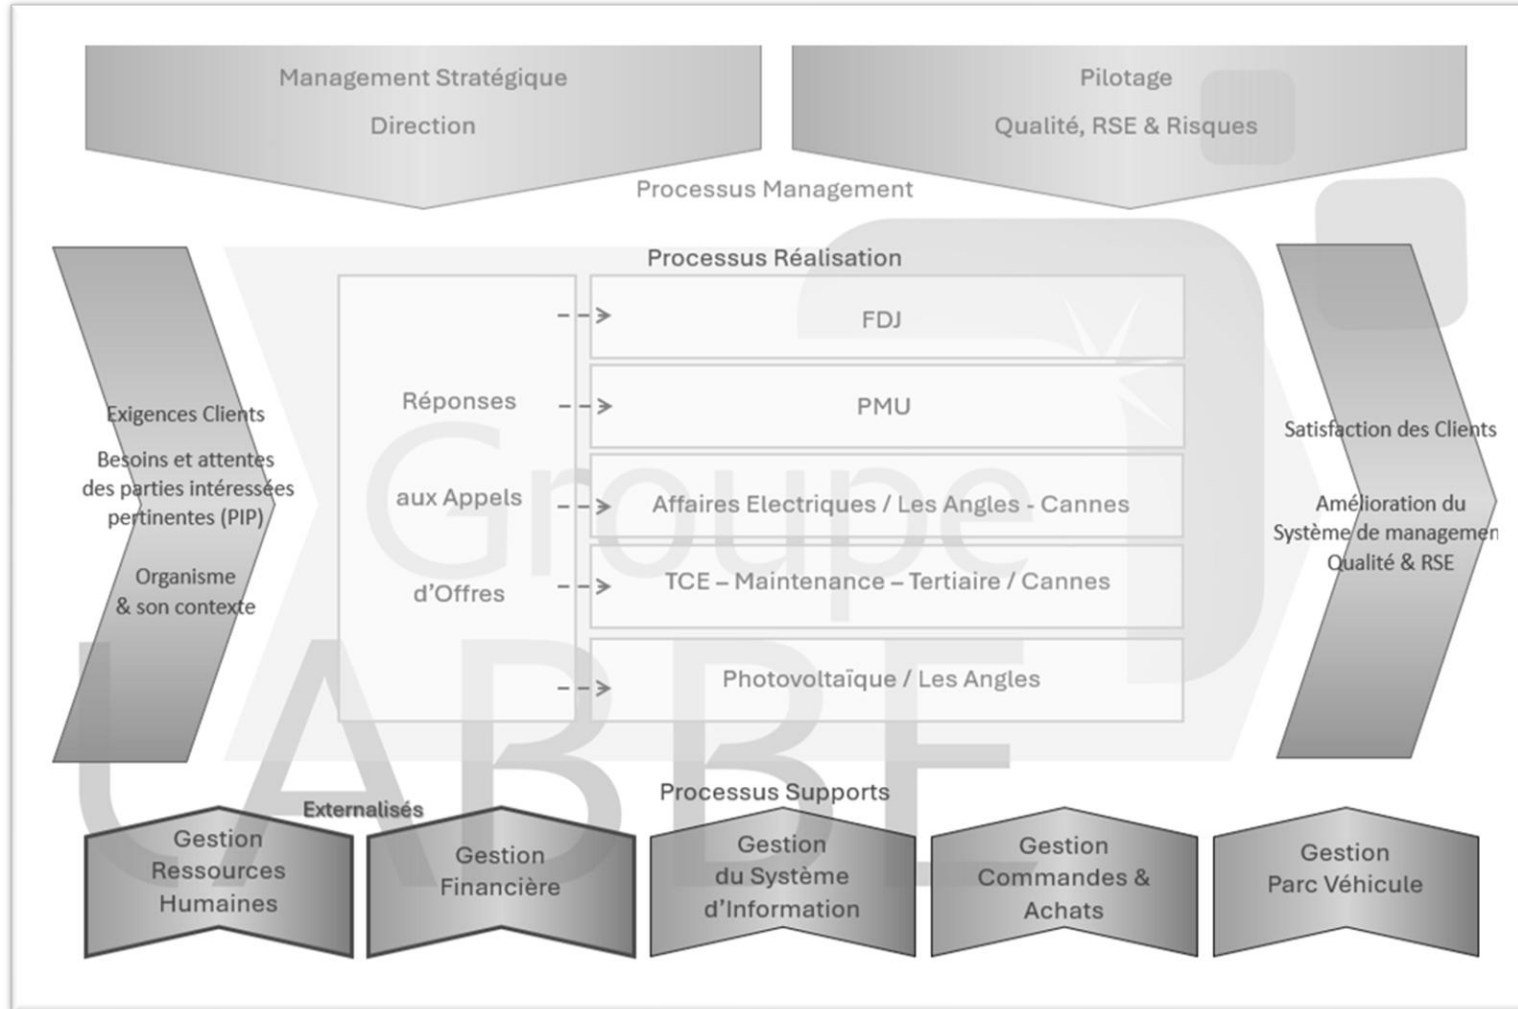 Management Stratégique
Direction
Pilotage
Qualité, RSE & Risques
Processus Management
Exigences Clients
Besoins et attentes
des parties intéressées
pertinentes (PIP)
Organisme
& son contexte
Processus Réalisation
Réponses
aux Appels
d'Offres
FDJ
PMU
Affaires Electriques / Les Angles - Cannes
TCE – Maintenance – Tertiaire / Cannes
Photovoltaïque / Les Angles
Satisfaction des Clients
Amélioration du
Système de managemen
Qualité & RSE
Groupe
LABBE
Processus Supports
Externalisés
Gestion
Ressources
Humaines
Gestion
Financière
Gestion
du Système
d'Information
Gestion
Commandes &
Achats
Gestion
Parc Véhicule